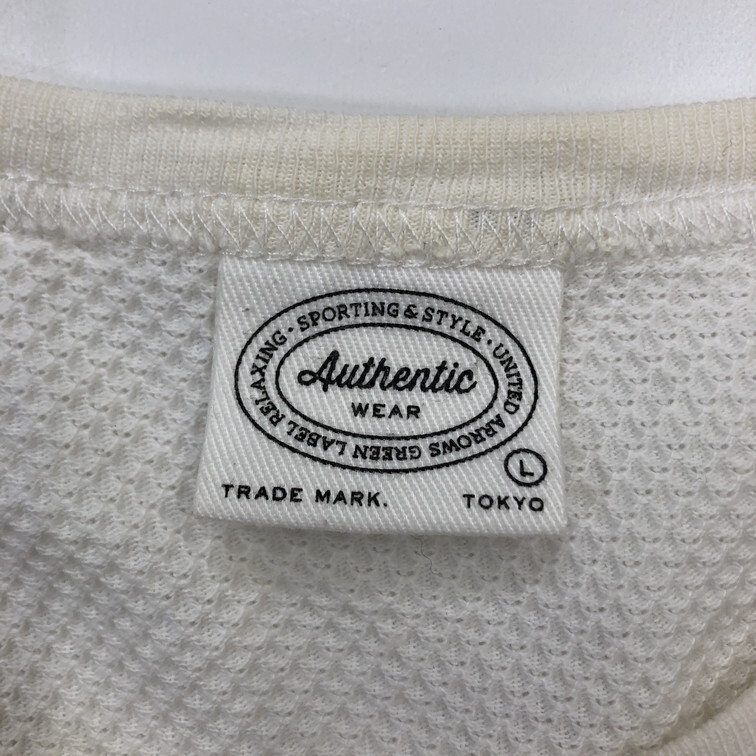 SPORTING & STYLE · UNITED ARROWS GREEN LABEL RELAXING ·
Authentic
WEAR
L
TRADE MARK. TOKYO